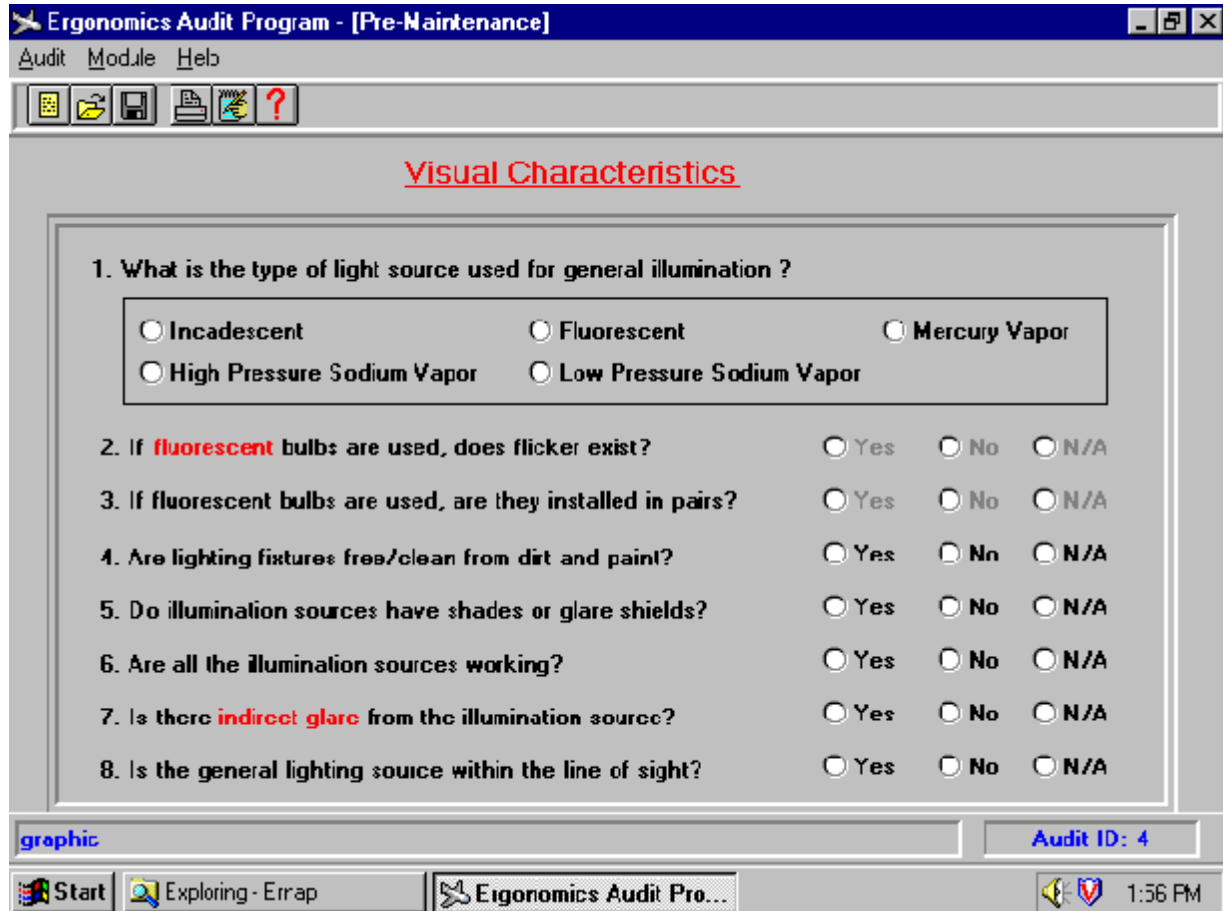 Ergonomics Audit Program - [Pre-Maintenance]
Audit Module Help
?
Visual Characteristics
1. What is the type of light source used for general illumination ?
Incadescent Fluorescent Mercury Vapor
High Pressure Sodium Vapor Low Pressure Sodium Vapor
2. If fluorescent bulbs are used, does flicker exist? Yes No N/A
3. If fluorescent bulbs are used, are they installed in pairs? Yes No N/A
4. Are lighting fixtures free/clean from dirt and paint? Yes No N/A
5. Do illumination sources have shades or glare shields? Yes No N/A
6. Are all the illumination sources working? Yes No N/A
7. Is there indirect glare from the illumination source? Yes No N/A
8. Is the general lighting source within the line of sight? Yes No N/A
graphic Audit ID: 4
Start Exploring - Errap Ergonomics Audit Pro... 1:56 PM